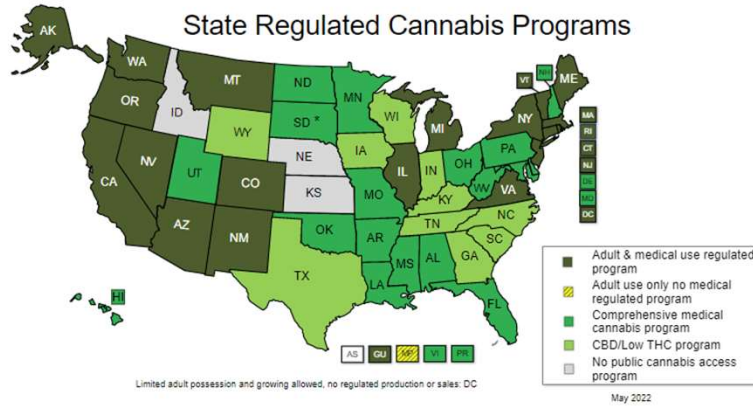 State Regulated Cannabis Programs
AK
WA
MT
ND
MN
ME
VT
NH
OR
ID
WY
SD *
WI
MI
NY
MA
RI
CT
NJ
DE
MD
DC
NV
UT
CO
NE
IA
IL
IN
OH
PA
CA
KS
MO
KY
WV
VA
AZ
NM
OK
AR
TN
NC
SC
TX
LA
MS
AL
GA
FL
HI
AS
GU
MP
VI
PR
Adult & medical use regulated
program
Adult use only no medical
regulated program
Comprehensive medical
cannabis program
CBD/Low THC program
No public cannabis access
program
Limited adult possession and growing allowed, no regulated production or sales: DC
May 2022